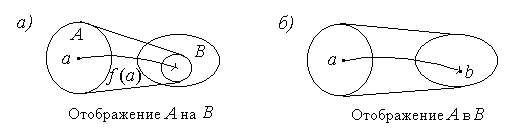 а) A a f(a) B
Отображение A на B
б) a b
Отображение A в B